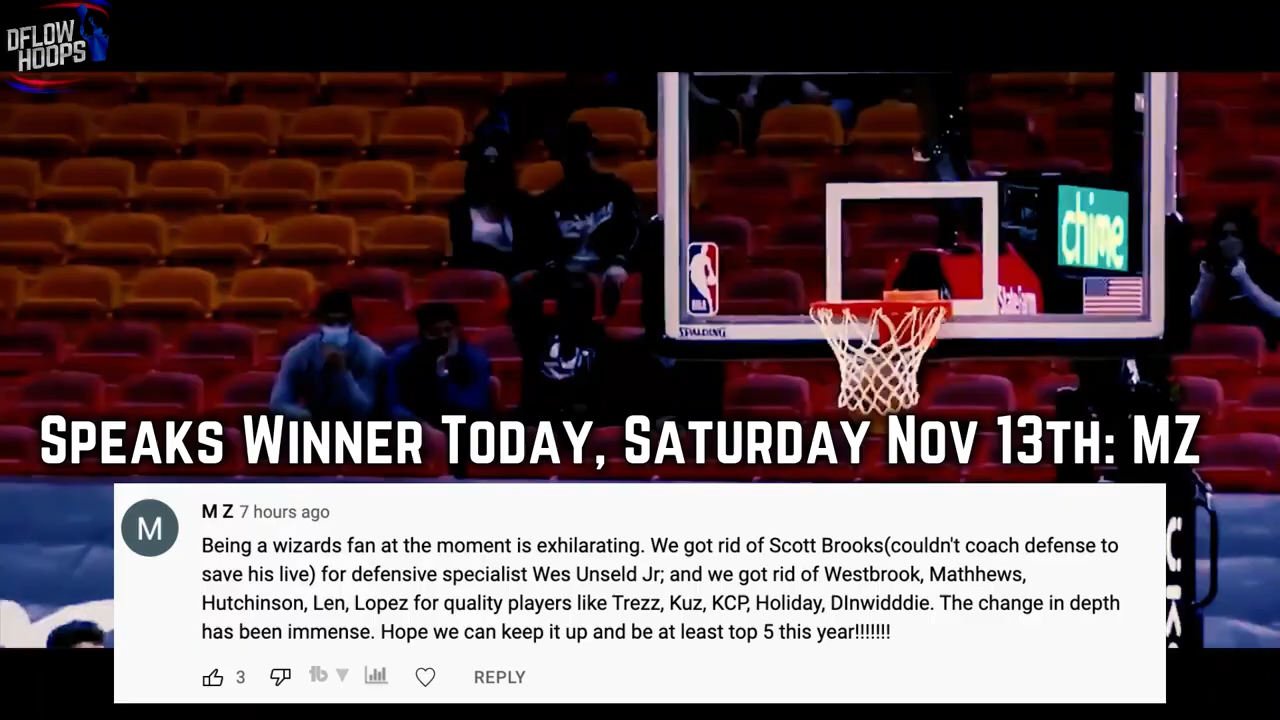 DFLOW
HOOPS
chime
NBA
SPALDING
SPEAKS WINNER TODAY, SATURDAY NOV 13TH: MZ
M
M Z 7 hours ago
Being a wizards fan at the moment is exhilarating. We got rid of Scott Brooks(couldn't coach defense to
save his live) for defensive specialist Wes Unseld Jr; and we got rid of Westbrook, Mathhews,
Hutchinson, Len, Lopez for quality players like Trezz, Kuz, KCP, Holiday, DInwidddie. The change in depth
has been immense. Hope we can keep it up and be at least top 5 this year!!!!!!!
3
REPLY